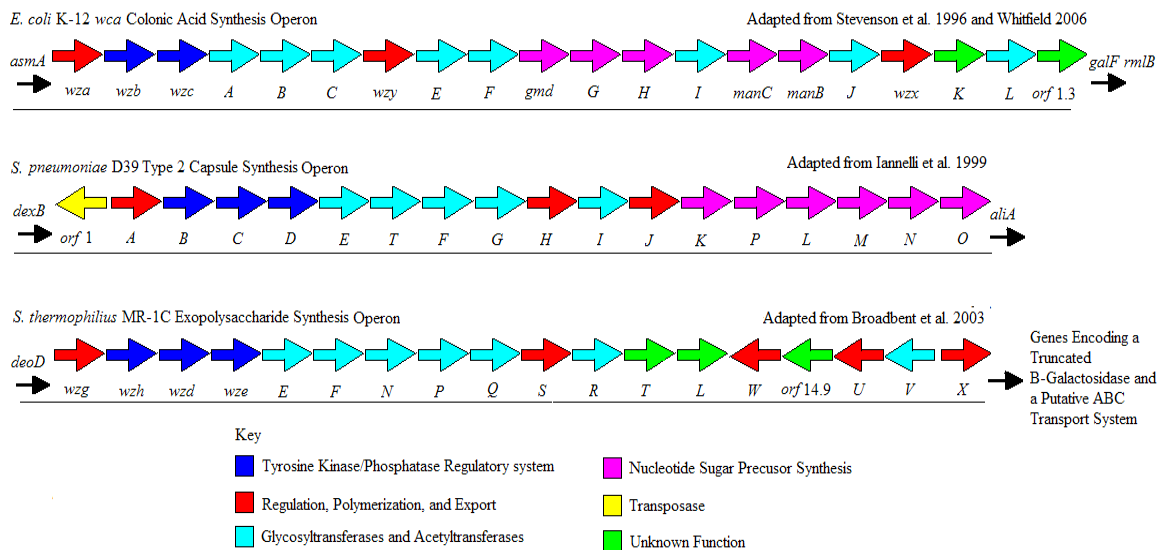 E. coli K-12 wca Colonic Acid Synthesis Operon
Adapted from Stevenson et al. 1996 and Whitfield 2006
asmA
galF rmlB
wza wzb wzc A B C wzy E F gmd G H I manC manB J wzx K L orf 1.3
S. pneumoniae D39 Type 2 Capsule Synthesis Operon
Adapted from Iannelli et al. 1999
dexB
aliA
orf 1 A B C D E T F G H I J K P L M N O
S. thermophilius MR-1C Exopolysaccharide Synthesis Operon
Adapted from Broadbent et al. 2003
deoD
wzg wzh wzd wze E F N P Q S R T L W orf 14.9 U V X
Genes Encoding a
Truncated
B-Galactosidase and
a Putative ABC
Transport System
Key
Tyrosine Kinase/Phosphatase Regulatory system
Nucleotide Sugar Precusor Synthesis
Regulation, Polymerization, and Export
Transposase
Glycosyltransferases and Acetyltransferases
Unknown Function